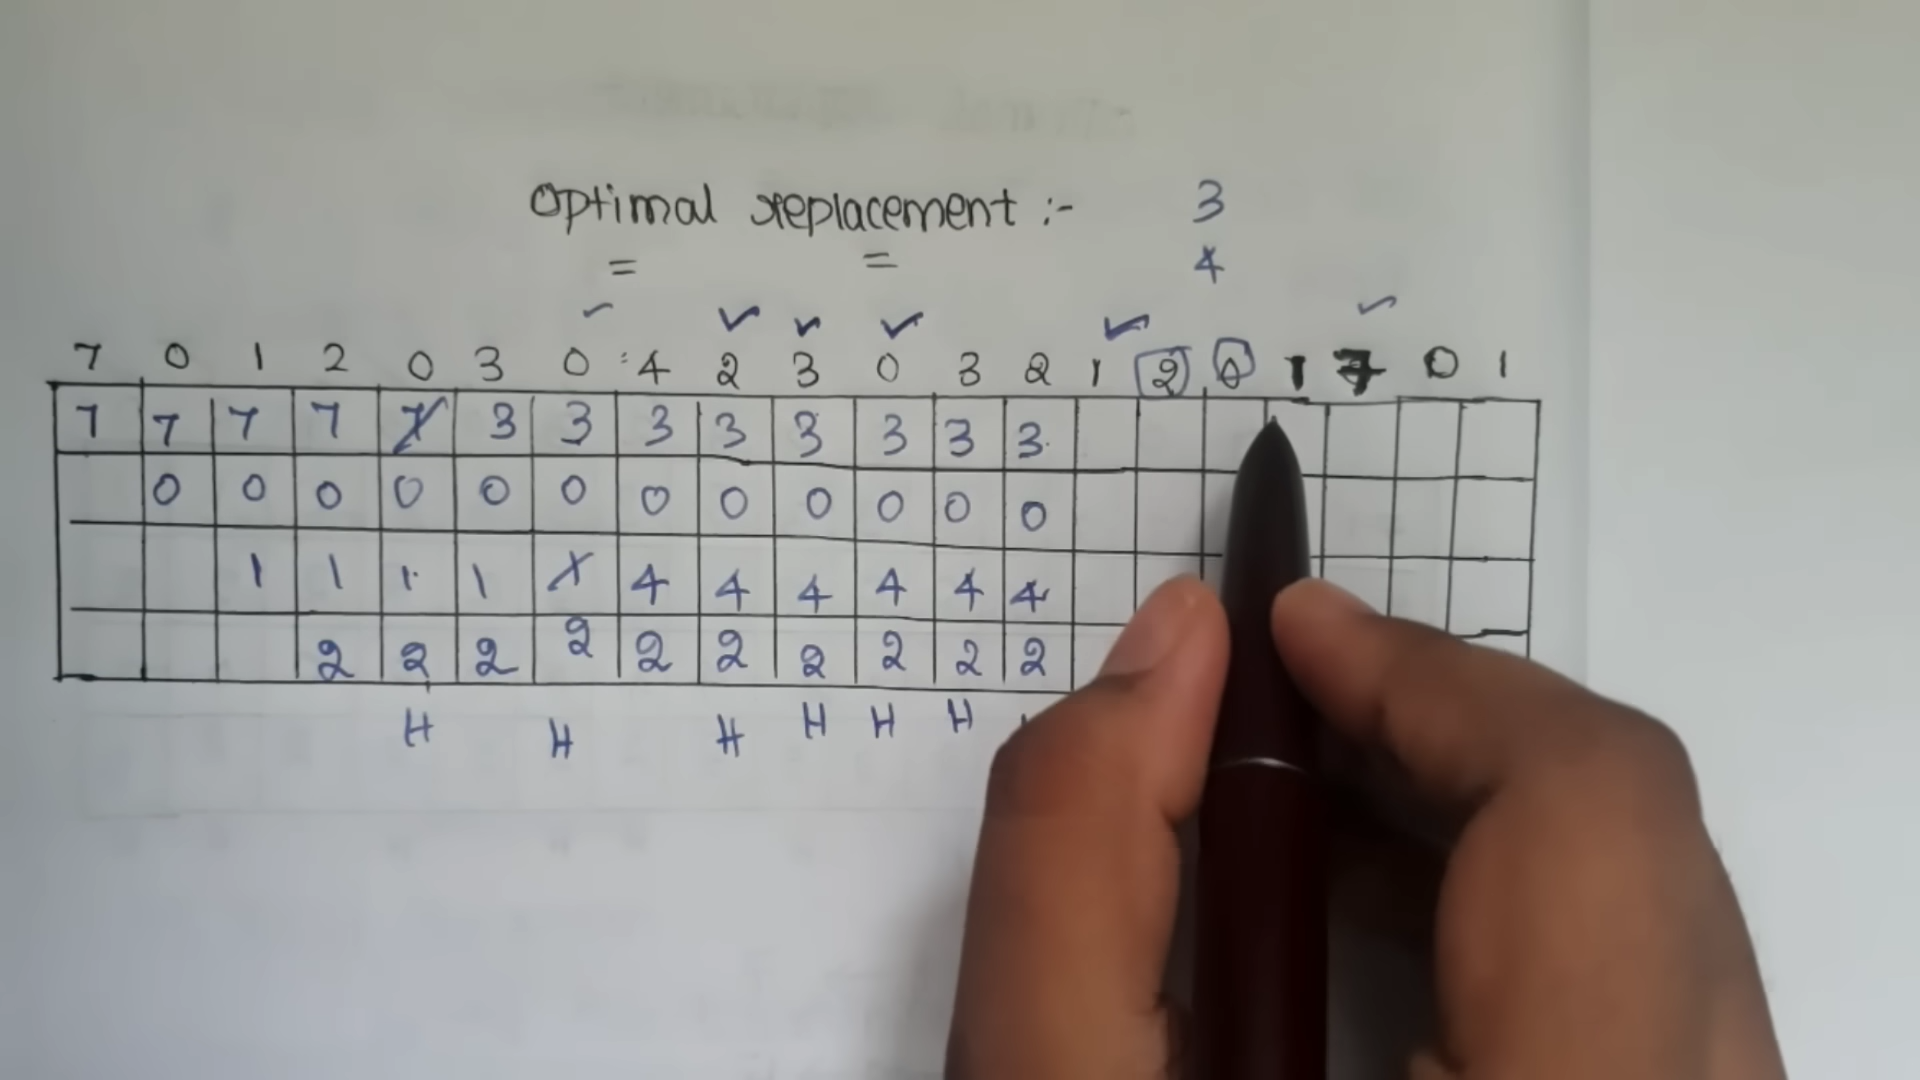 Optimal replacement :- 3
= = 4
✓ ✓ ✓ ✓ ✓ ✓
7 0 1 2 0 3 0 4 2 3 0 3 2 1 2 0 1 7 0 1
7 7 7 7 7 3 3 3 3 3 3 3 3
0 0 0 0 0 0 0 0 0 0 0 0
1 1 1 1 1 4 4 4 4 4 4
2 2 2 2 2 2 2 2 2 2
H H H H H H